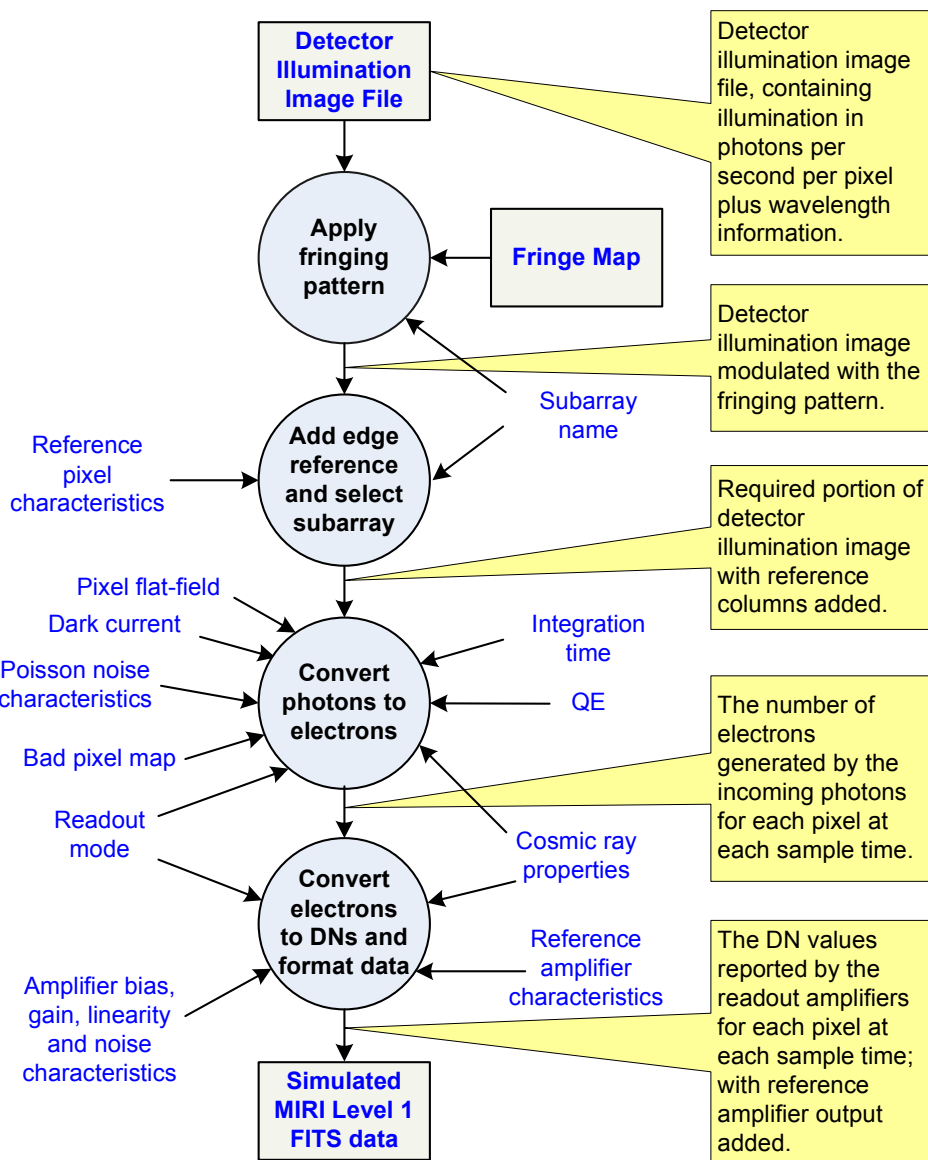 Detector
Illumination
Image File
Detector
illumination image
file, containing
illumination in
photons per
second per pixel
plus wavelength
information.
Apply
fringing
pattern
Fringe Map
Detector
illumination image
modulated with the
fringing pattern.
Subarray
name
Reference
pixel
characteristics
Add edge
reference
and select
subarray
Required portion of
detector
illumination image
with reference
columns added.
Pixel flat-field
Dark current
Poisson noise
characteristics
Bad pixel map
Readout
mode
Convert
photons to
electrons
Integration
time
QE
Cosmic ray
properties
The number of
electrons
generated by the
incoming photons
for each pixel at
each sample time.
Convert
electrons
to DNs and
format data
Amplifier bias,
gain, linearity
and noise
characteristics
Reference
amplifier
characteristics
The DN values
reported by the
readout amplifiers
for each pixel at
each sample time;
with reference
amplifier output
added.
Simulated
MIRI Level 1
FITS data